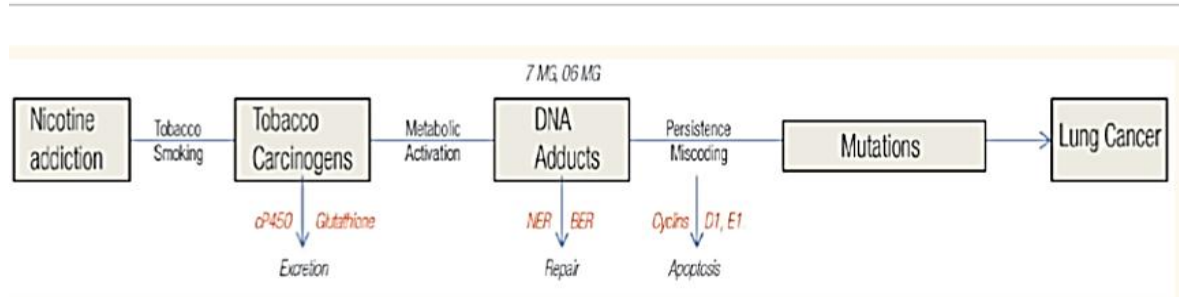 7 MG, 06 MG
Nicotine
addiction
Tobacco
Smoking
Tobacco
Carcinogens
Metabolic
Activation
DNA
Adducts
Persistence
Miscoding
Mutations
Lung Cancer
cP450 Glutathione
Excretion
NER BER
Repair
Cyclins D1, E1
Apoptosis